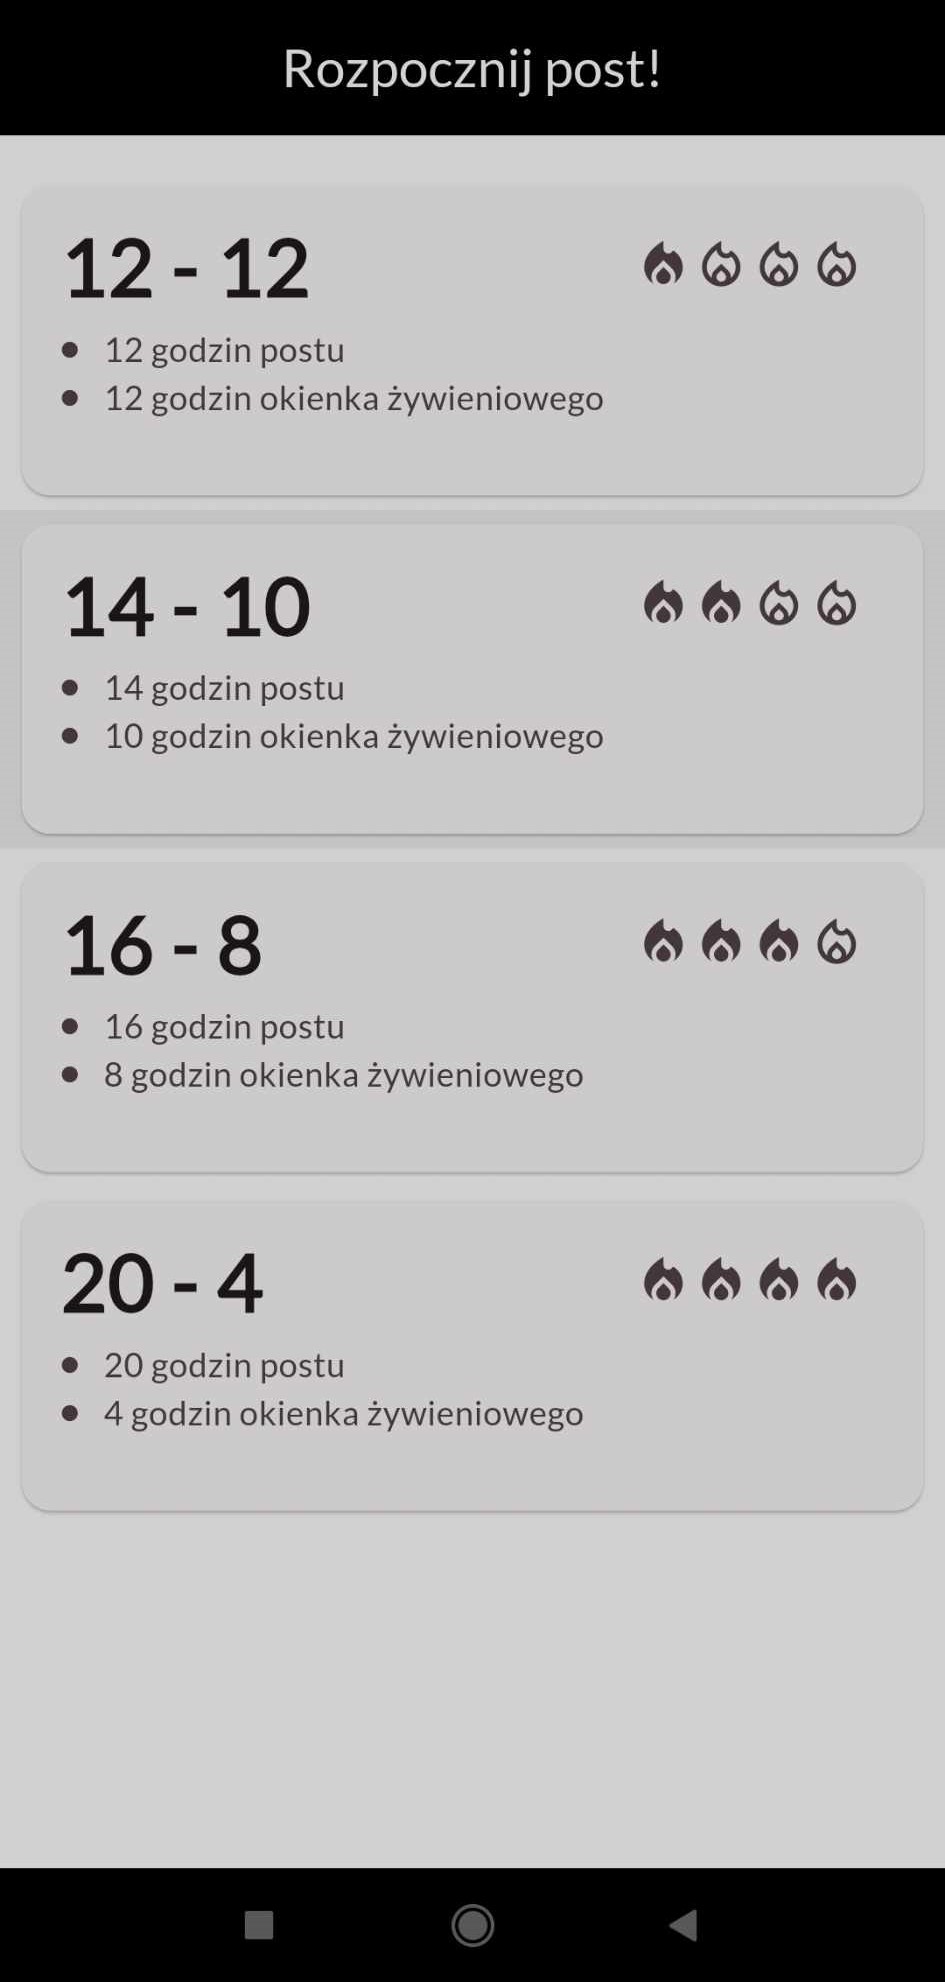 Rozpocznij post!
12 - 12
12 godzin postu
12 godzin okienka żywieniowego
14 - 10
14 godzin postu
10 godzin okienka żywieniowego
16 - 8
16 godzin postu
8 godzin okienka żywieniowego
20 - 4
20 godzin postu
4 godzin okienka żywieniowego